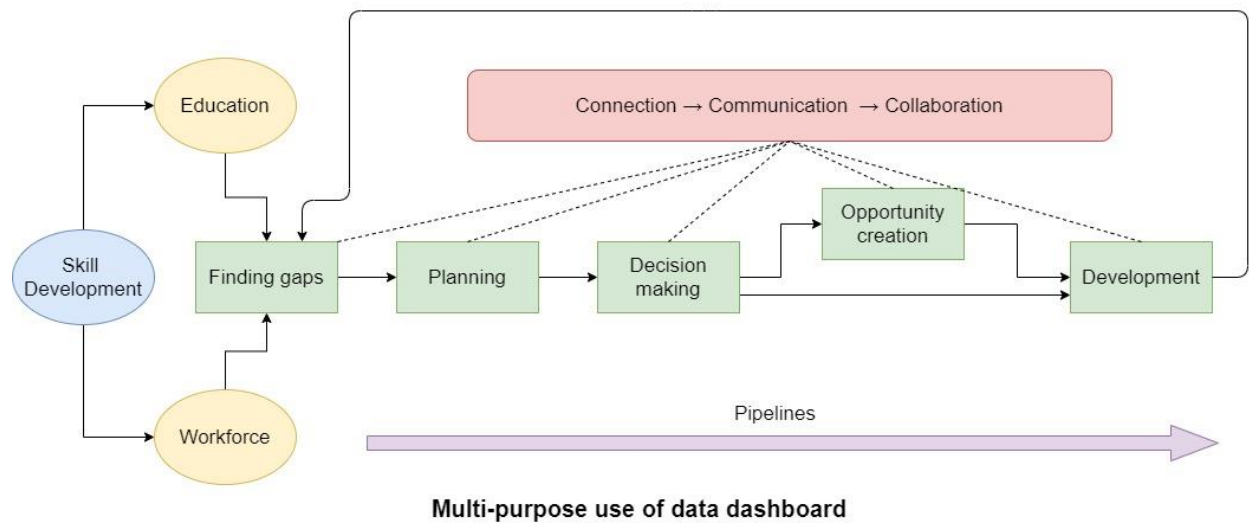 Education
Connection → Communication → Collaboration
Opportunity
creation
Skill
Development
Finding gaps
Planning
Decision
making
Development
Workforce
Pipelines
Multi-purpose use of data dashboard